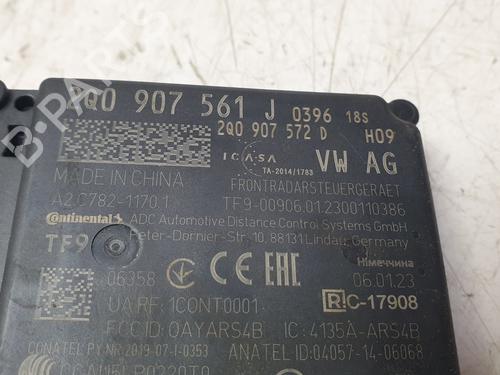 2Q0 907 561 J 0396 18S
2Q0 907 572 D H09
ICASA
TA-2014/1783
VW AG
MADE IN CHINA
FRONTRADARSTEUERGERAET
A2C782-1170.1
TF9-00906.01.2300110386
Continental
ADC Automotive Distance Control Systems GmbH
TF9
Peter-Dornier-Str. 10, 88131 Lindau, Germany
Німеччина
06358
CE
EAC
06.01.23
UA RF: 1CONT0001
R C-17908
FCC ID: OAYARS4B
IC: 4135A-ARS4B
CONATEL PY NR: 2019-07-I-0353
ANATEL ID: 04057-14-06068